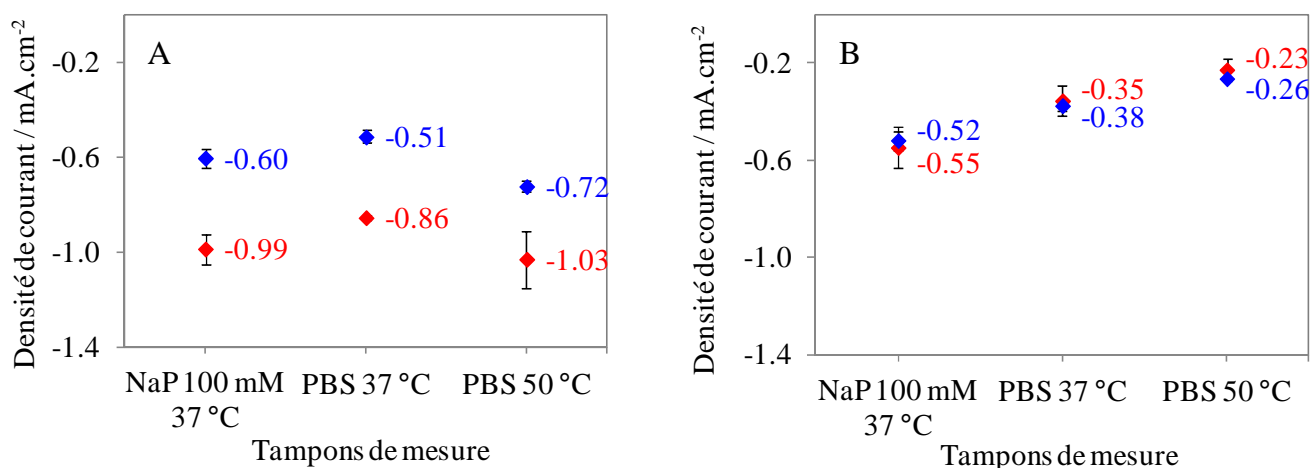 A
Densité de courant / mA.cm-2
-0.2
-0.6
-1.0
-1.4
-0.60
-0.51
-0.72
-0.99
-0.86
-1.03
NaP 100 mM
37 °C
PBS 37 °C
PBS 50 °C
Tampons de mesure
B
Densité de courant / mA.cm-2
-0.2
-0.6
-1.0
-1.4
-0.52
-0.55
-0.35
-0.38
-0.23
-0.26
NaP 100 mM
37 °C
PBS 37 °C
PBS 50 °C
Tampons de mesure